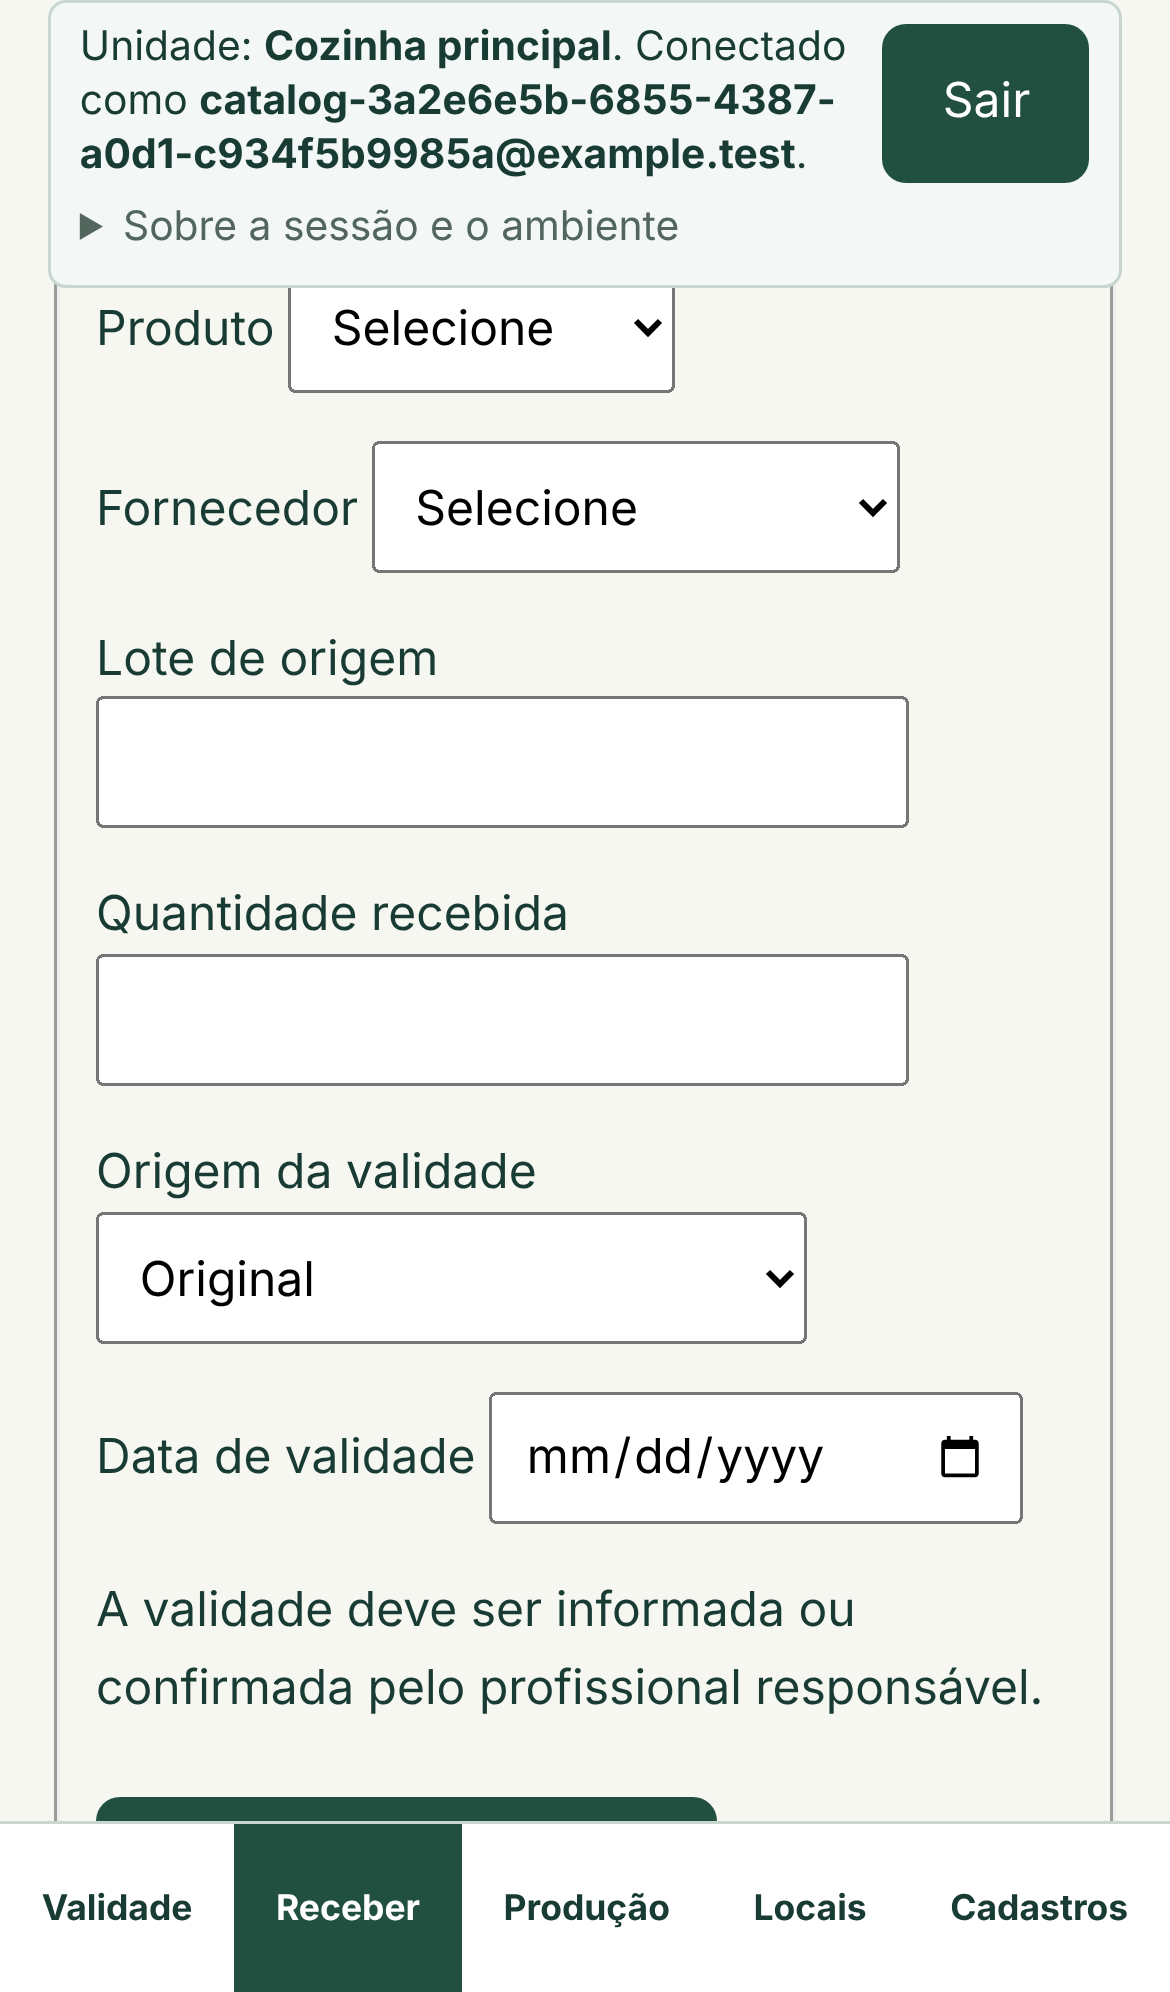 Unidade: Cozinha principal. Conectado
como catalog-3a2e6e5b-6855-4387-
a0d1-c934f5b9985a@example.test.
Sair
Sobre a sessão e o ambiente
Produto Selecione
Fornecedor Selecione
Lote de origem
Quantidade recebida
Origem da validade
Original
Data de validade mm/dd/yyyy
A validade deve ser informada ou
confirmada pelo profissional responsável.
Validade Receber Produção Locais Cadastros